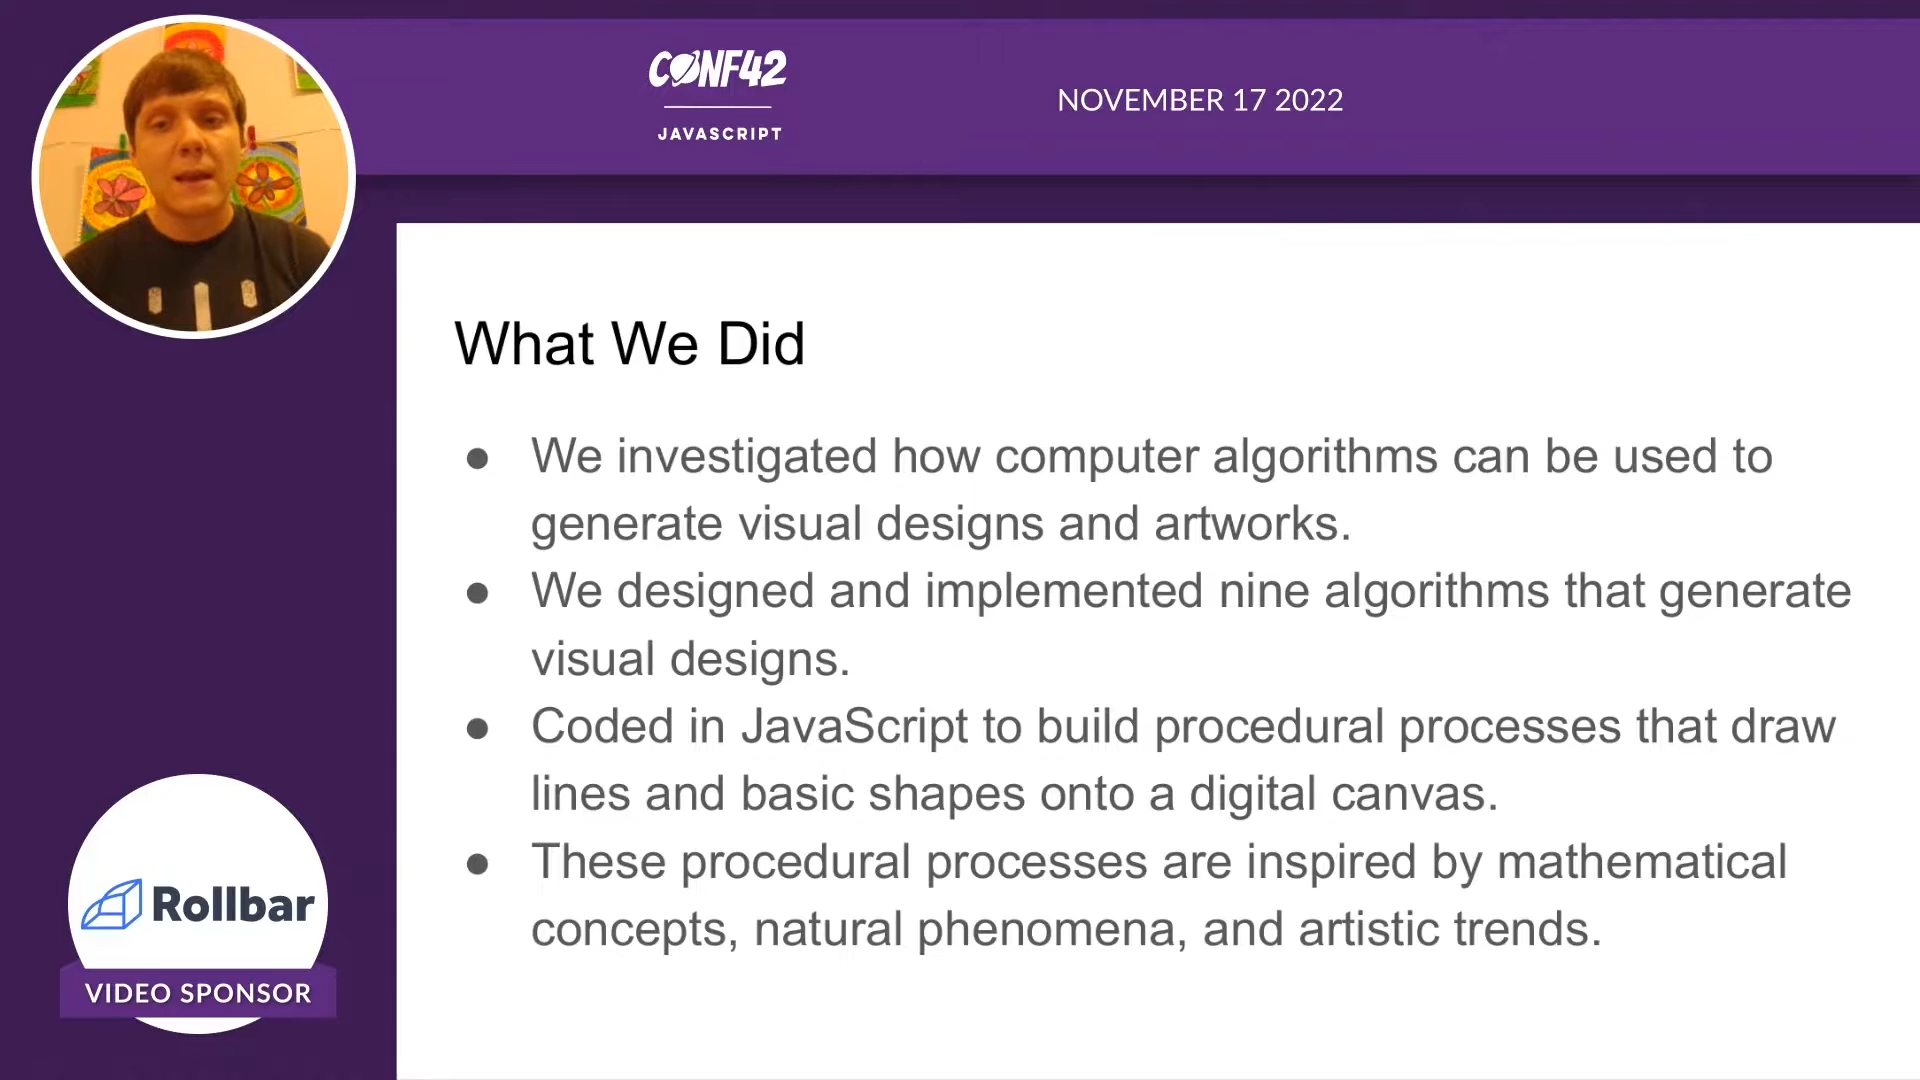 CONF42
JAVASCRIPT
NOVEMBER 17 2022
What We Did
● We investigated how computer algorithms can be used to
generate visual designs and artworks.
● We designed and implemented nine algorithms that generate
visual designs.
● Coded in JavaScript to build procedural processes that draw
lines and basic shapes onto a digital canvas.
● These procedural processes are inspired by mathematical
concepts, natural phenomena, and artistic trends.
Rollbar
VIDEO SPONSOR